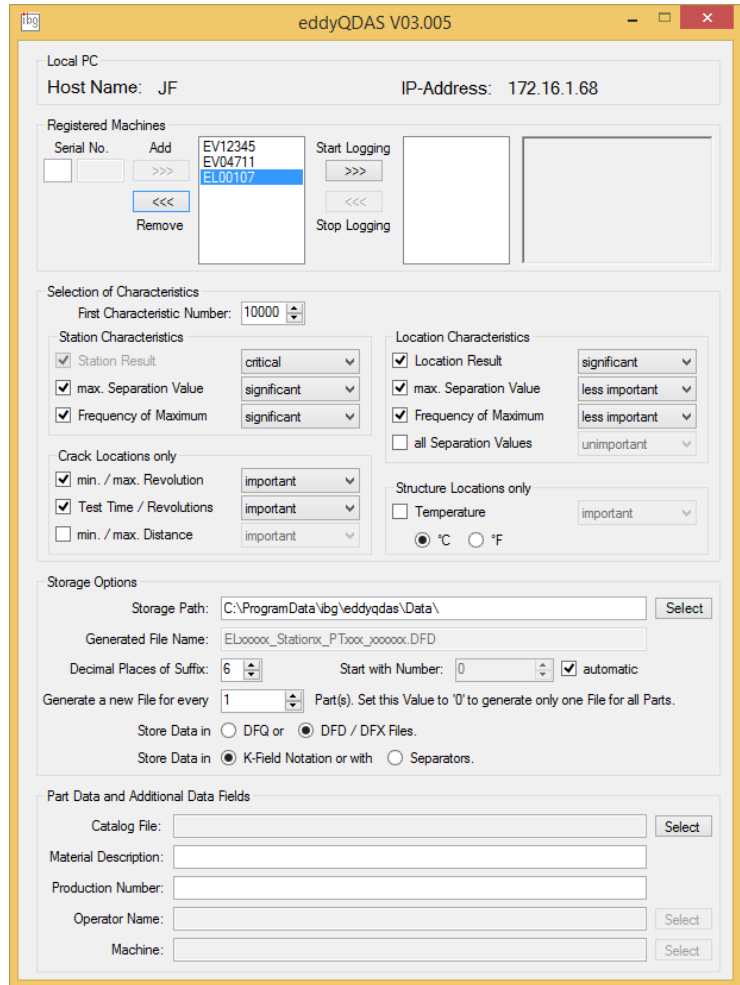 ibg eddyQDAS V03.005
Local PC
Host Name: JF IP-Address: 172.16.1.68
Registered Machines
Serial No. Add EV12345 Start Logging
EV04711
>>> EL00107 >>>
<<< <<<
Remove Stop Logging
Selection of Characteristics
First Characteristic Number: 10000
Station Characteristics Location Characteristics
Station Result critical Location Result significant
max. Separation Value significant max. Separation Value less important
Frequency of Maximum significant Frequency of Maximum less important
all Separation Values unimportant
Crack Locations only
min. / max. Revolution important
Structure Locations only
Test Time / Revolutions important Temperature important
min. / max. Distance important °C °F
Storage Options
Storage Path: C:\ProgramData\ibg\eddyqdas\Data\ Select
Generated File Name: ELxxxxx_Stationx_PTxxx_xxxxxx.DFD
Decimal Places of Suffix: 6 Start with Number: 0 automatic
Generate a new File for every 1 Part(s). Set this Value to '0' to generate only one File for all Parts.
Store Data in DFQ or DFD / DFX Files.
Store Data in K-Field Notation or with Separators.
Part Data and Additional Data Fields
Catalog File: Select
Material Description:
Production Number:
Operator Name: Select
Machine: Select